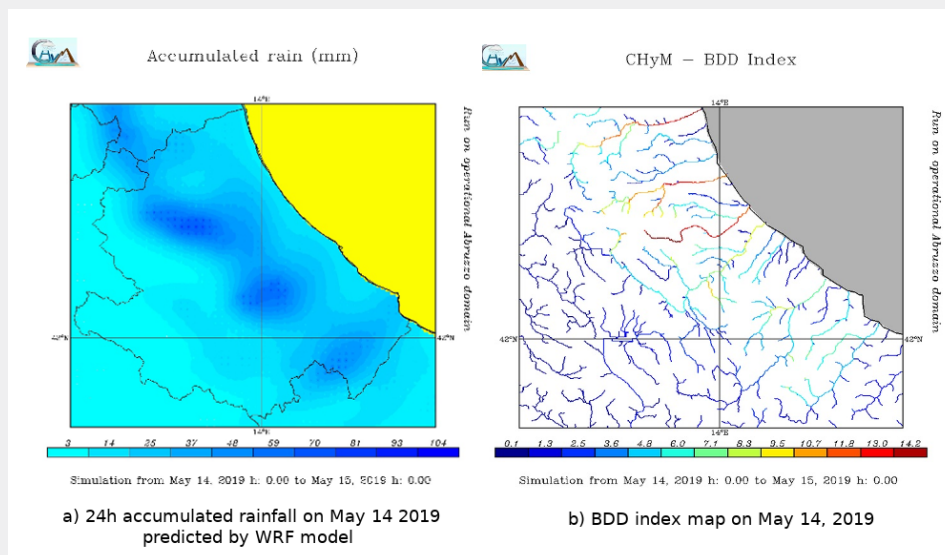 Accumulated rain (mm)
14°E
Run on operational Abruzzo domain
42°N
42°N
14°E
3 14 25 37 48 59 70 81 93 104
Simulation from May 14, 2019 h: 0.00 to May 15, 2019 h: 0.00
a) 24h accumulated rainfall on May 14 2019
predicted by WRF model
CHyM – BDD Index
14°E
Run on operational Abruzzo domain
42°N
42°N
14°E
0.1 1.3 2.5 3.6 4.8 6.0 7.1 8.3 9.5 10.7 11.8 13.0 14.2
Simulation from May 14, 2019 h: 0.00 to May 15, 2019 h: 0.00
b) BDD index map on May 14, 2019